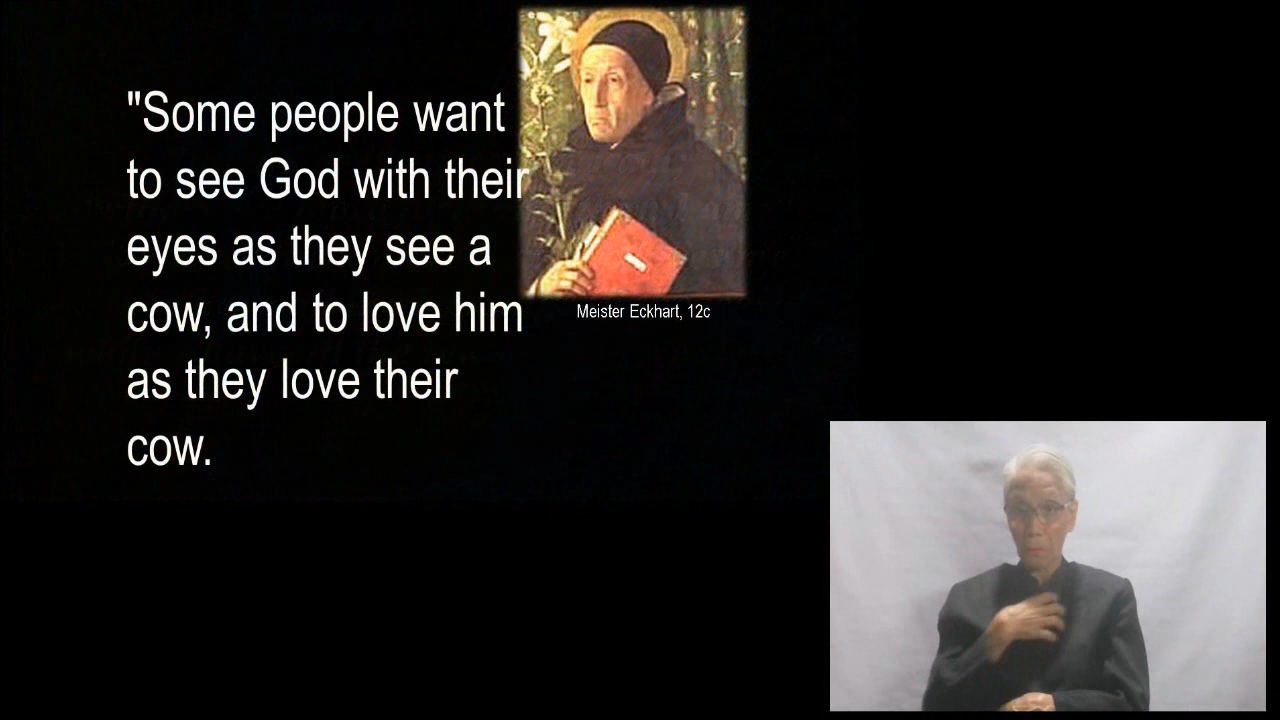 "Some people want
to see God with their
eyes as they see a
cow, and to love him
as they love their
cow.
Meister Eckhart, 12c